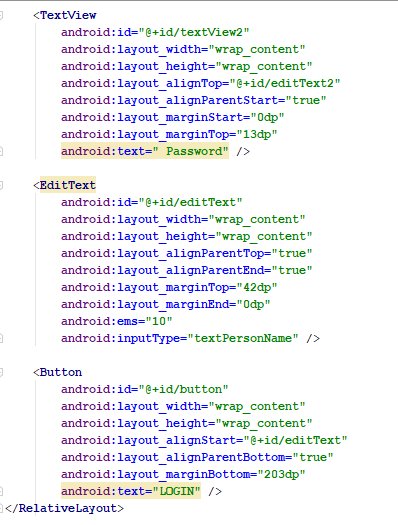 <TextView
android:id="@+id/textView2"
android:layout_width="wrap_content"
android:layout_height="wrap_content"
android:layout_alignTop="@+id/editText2"
android:layout_alignParentStart="true"
android:layout_marginStart="0dp"
android:layout_marginTop="13dp"
android:text=" Password" />
<EditText
android:id="@+id/editText"
android:layout_width="wrap_content"
android:layout_height="wrap_content"
android:layout_alignParentTop="true"
android:layout_alignParentEnd="true"
android:layout_marginTop="42dp"
android:layout_marginEnd="0dp"
android:ems="10"
android:inputType="textPersonName" />
<Button
android:id="@+id/button"
android:layout_width="wrap_content"
android:layout_height="wrap_content"
android:layout_alignStart="@+id/editText"
android:layout_alignParentBottom="true"
android:layout_marginBottom="203dp"
android:text="LOGIN" />
</RelativeLayout>